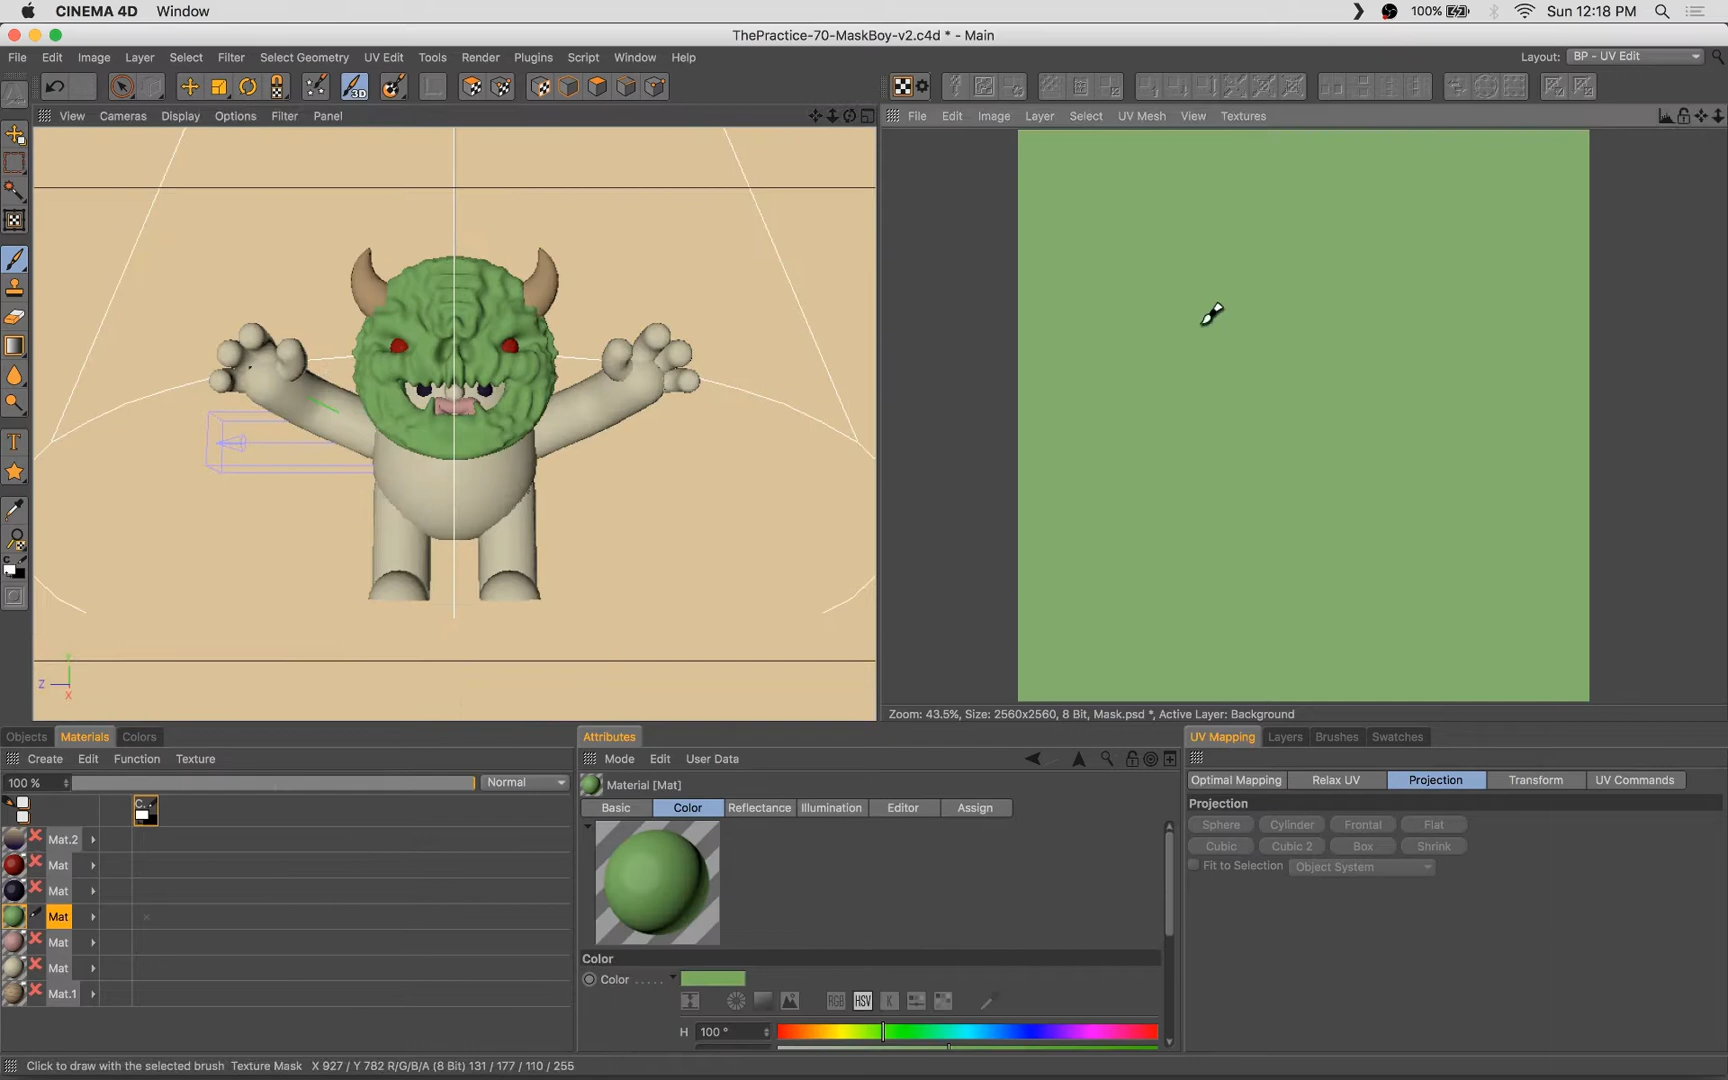 CINEMA 4D Window 100% Sun 12:18 PM
ThePractice-70-MaskBoy-v2.c4d * - Main
File Edit Image Layer Select Filter Select Geometry UV Edit Tools Render Plugins Script Window Help Layout: BP - UV Edit
3D
View Cameras Display Options Filter Panel
File Edit Image Layer Select UV Mesh View Textures
Y
Z
X
Zoom: 43.5%, Size: 2560x2560, 8 Bit, Mask.psd *, Active Layer: Background
Objects Materials Colors
Create Edit Function Texture
100 % Normal
C.
Mat.2
Mat
Mat
Mat
Mat
Mat
Mat.1
Attributes
Mode Edit User Data
Material [Mat]
Basic Color Reflectance Illumination Editor Assign
Color
Color . . . . .
RGB HSV K
H 100 °
UV Mapping Layers Brushes Swatches
Optimal Mapping Relax UV Projection Transform UV Commands
Projection
Sphere Cylinder Frontal Flat
Cubic Cubic 2 Box Shrink
Fit to Selection Object System
Click to draw with the selected brush Texture Mask X 927 / Y 782 R/G/B/A (8 Bit) 131 / 177 / 110 / 255